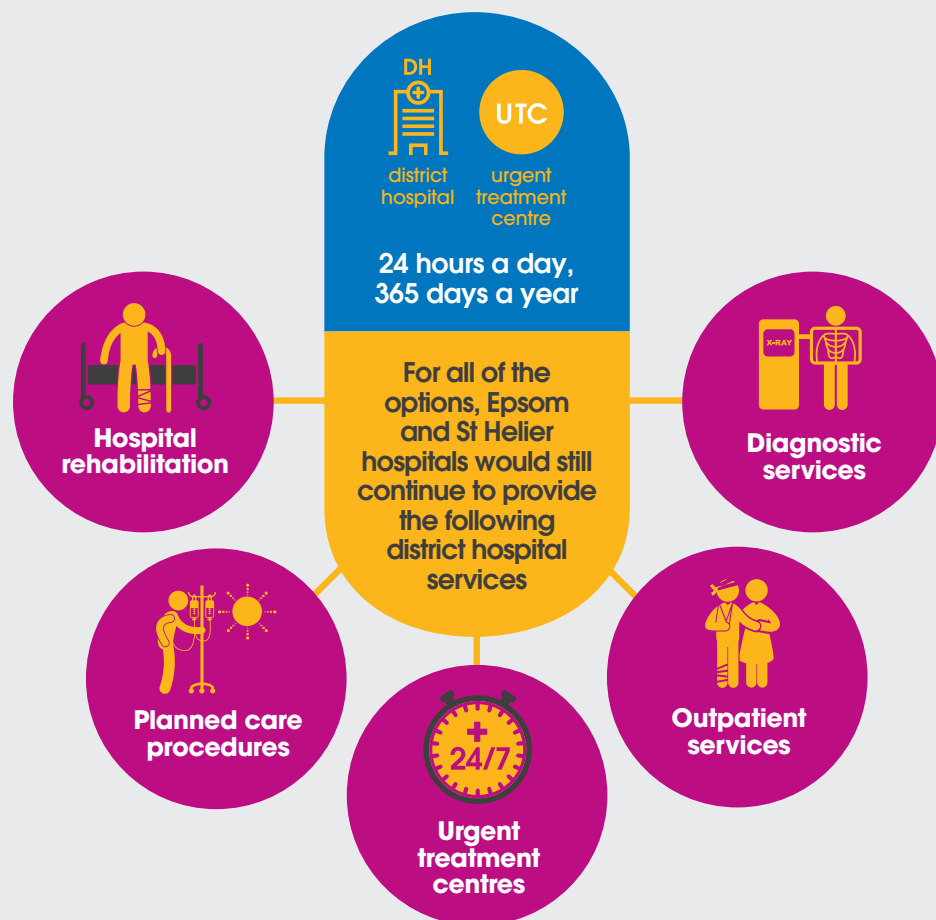 DH
UTC
district
hospital
urgent
treatment
centre
24 hours a day,
365 days a year
For all of the
options, Epsom
and St Helier
hospitals would still
continue to provide
the following
district hospital
services
Hospital
rehabilitation
X-RAY
Diagnostic
services
Planned care
procedures
Outpatient
services
24/7
Urgent
treatment
centres